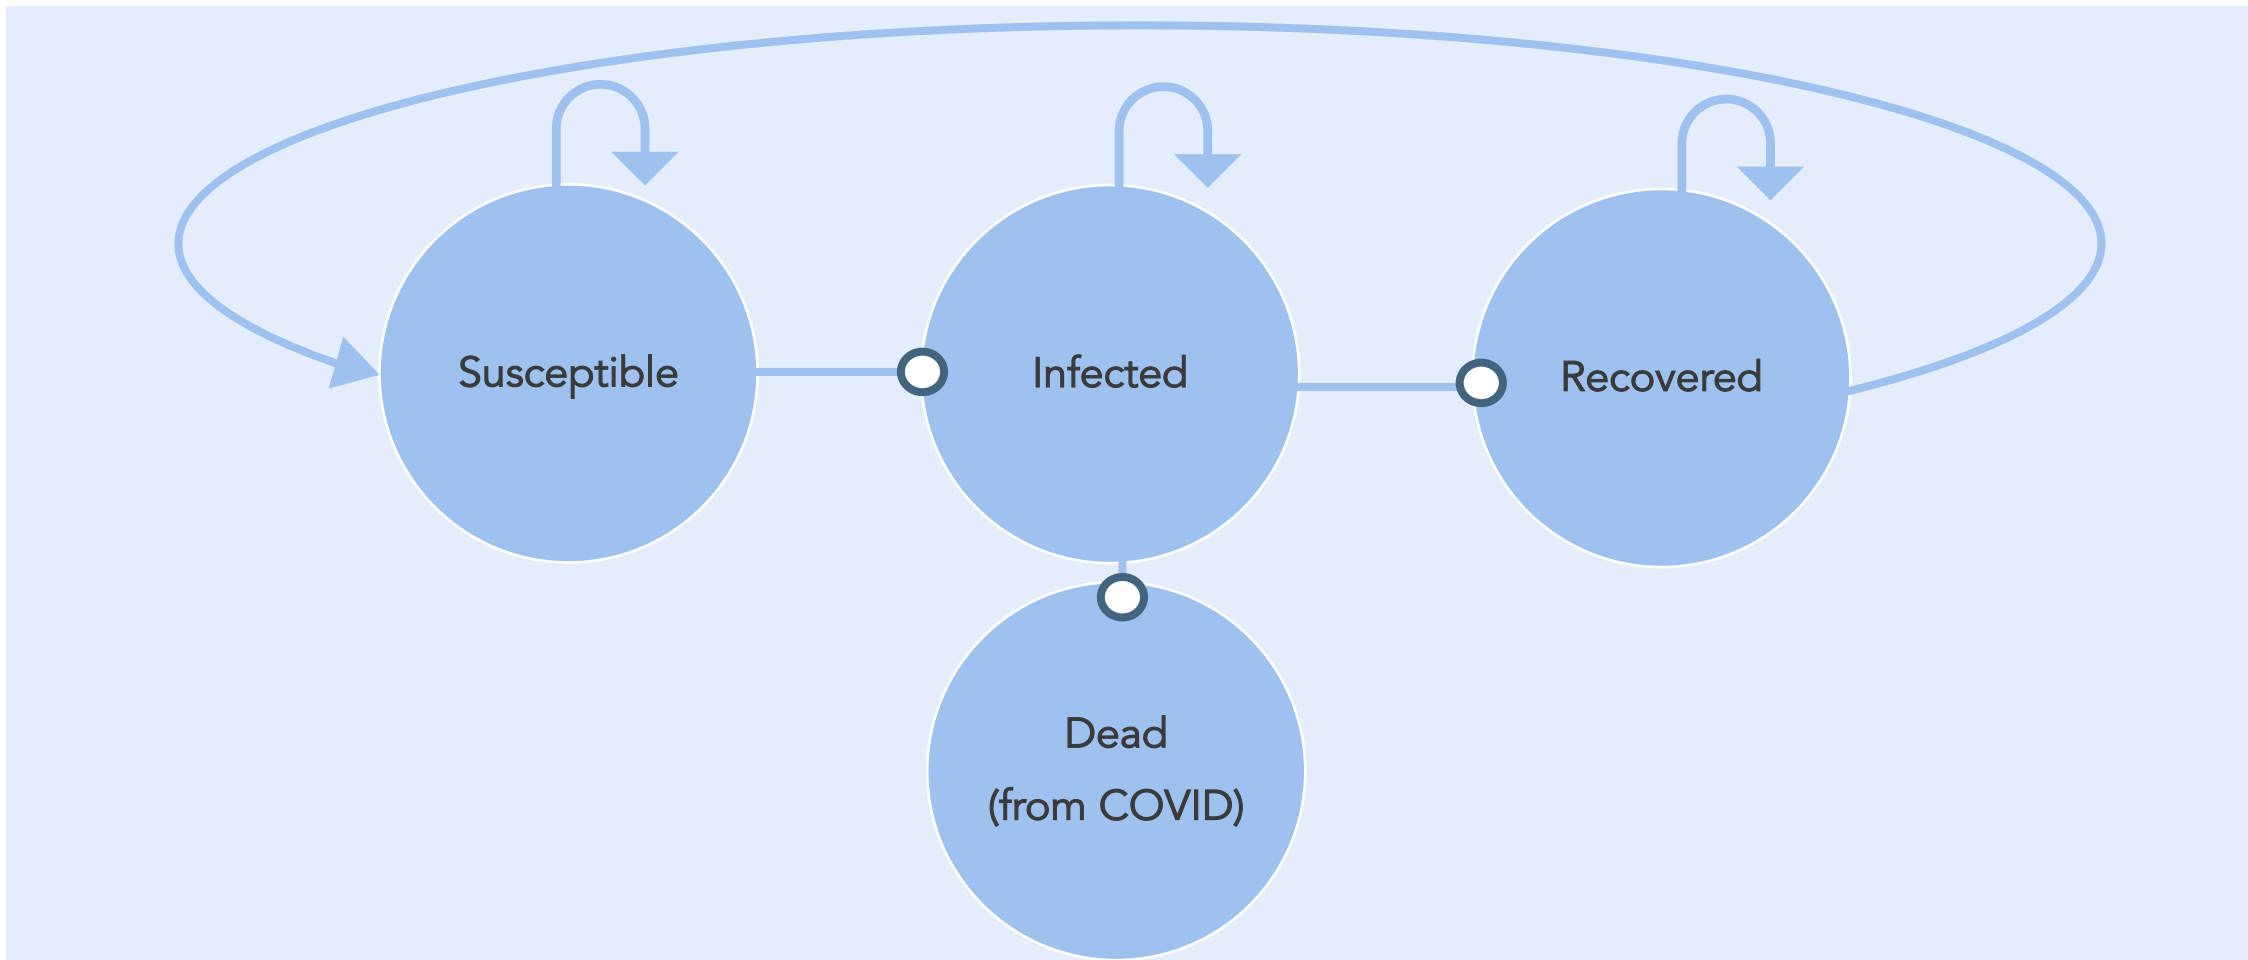 Susceptible
Infected
Recovered
Dead
(from COVID)